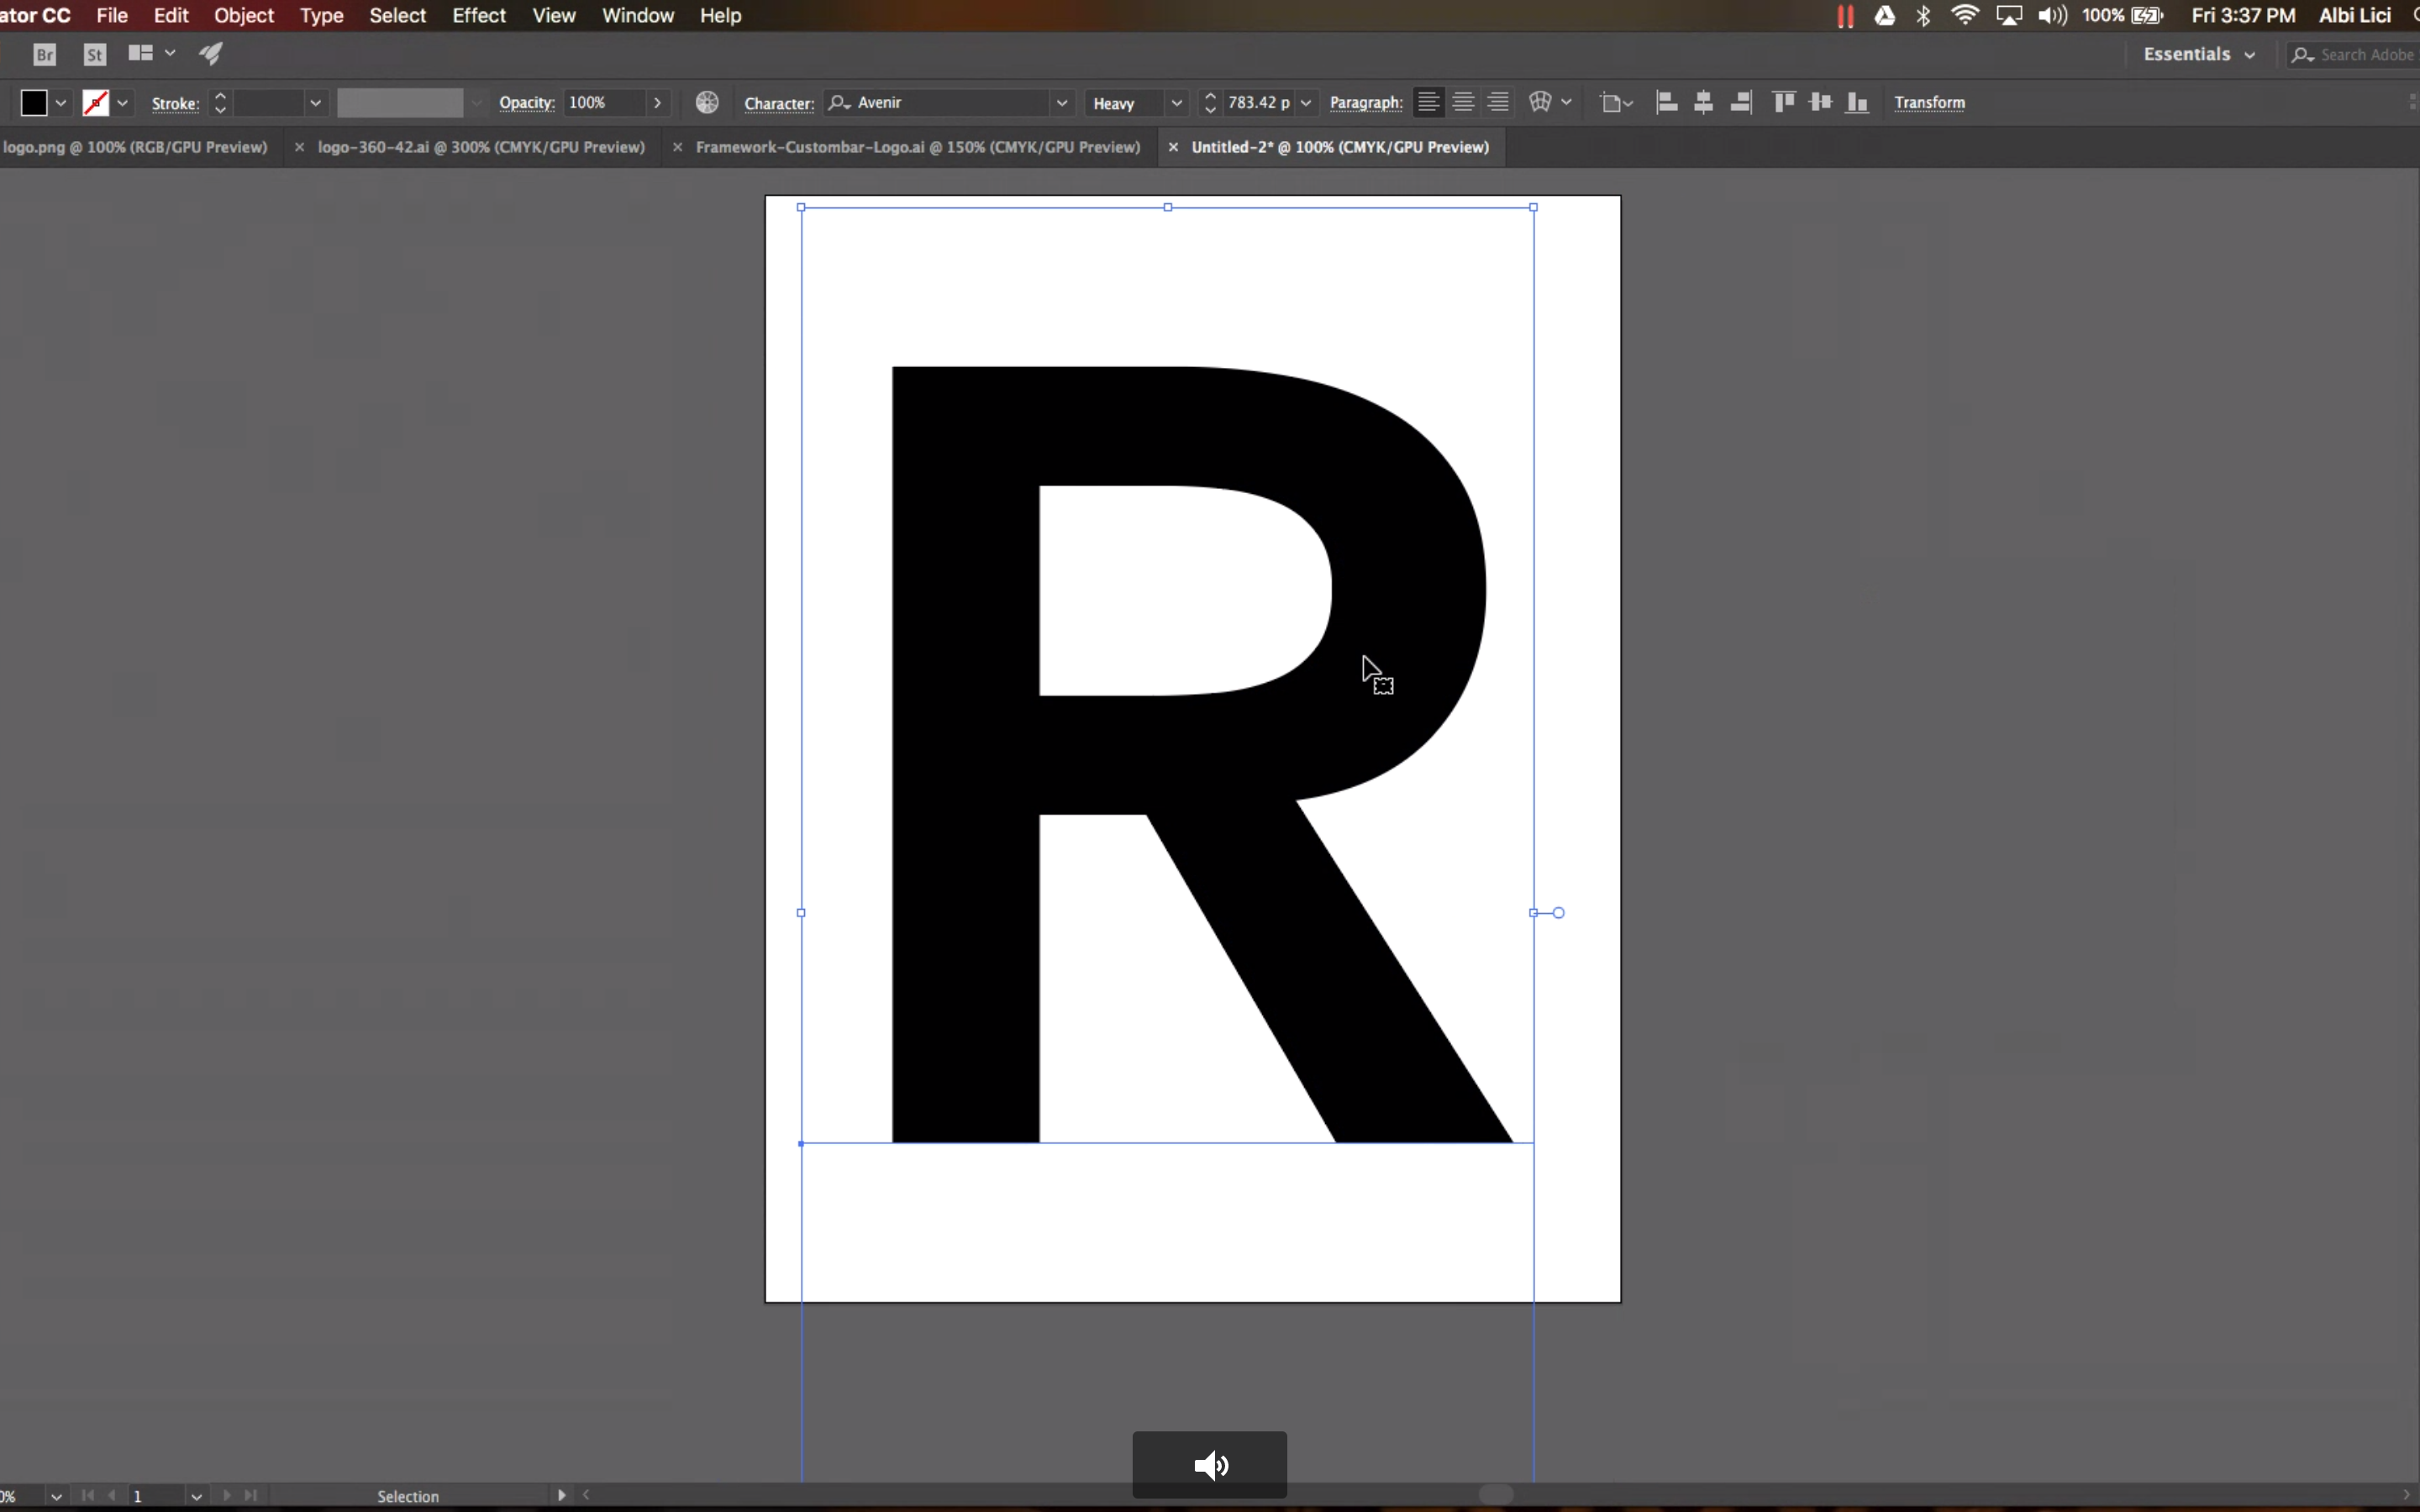 ator CC File Edit Object Type Select Effect View Window Help 100% Fri 3:37 PM Albi Lici
Br St Essentials Search Adobe
Stroke: Opacity: 100% Character: Avenir Heavy 783.42 p Paragraph: Transform
logo.png @ 100% (RGB/GPU Preview) × logo-360-42.ai @ 300% (CMYK/GPU Preview) × Framework-Custombar-Logo.ai @ 150% (CMYK/GPU Preview) × Untitled-2* @ 100% (CMYK/GPU Preview)
R
0% 1 Selection